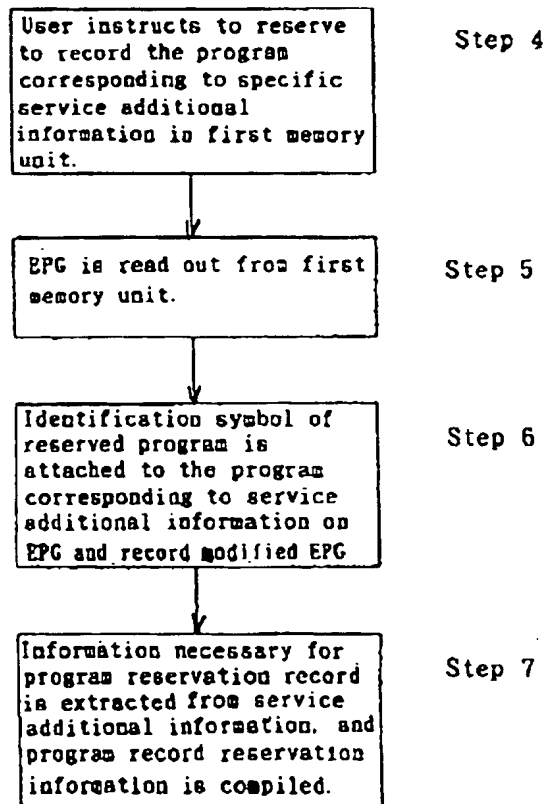 User instructs to reserve
to record the program
corresponding to specific
service additional
information in first memory
unit.
Step 4
EPG is read out from first
memory unit.
Step 5
Identification symbol of
reserved program is
attached to the program
corresponding to service
additional information on
EPG and record modified EPG
Step 6
Information necessary for
program reservation record
is extracted from service
additional information, and
program record reservation
information is compiled.
Step 7